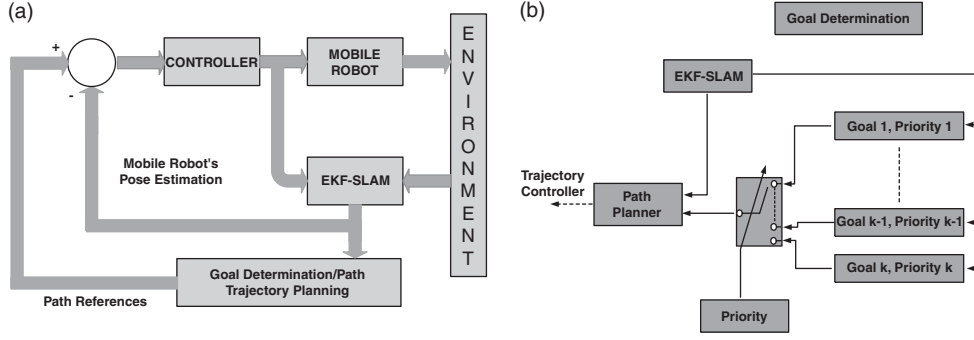 (a)
+
-
CONTROLLER
MOBILE
ROBOT
ENVIRONMENT
Mobile Robot's
Pose Estimation
EKF-SLAM
Goal Determination/Path
Trajectory Planning
Path References
(b)
Goal Determination
EKF-SLAM
Goal 1, Priority 1
Trajectory
Controller
Path
Planner
Goal k-1, Priority k-1
Goal k, Priority k
Priority